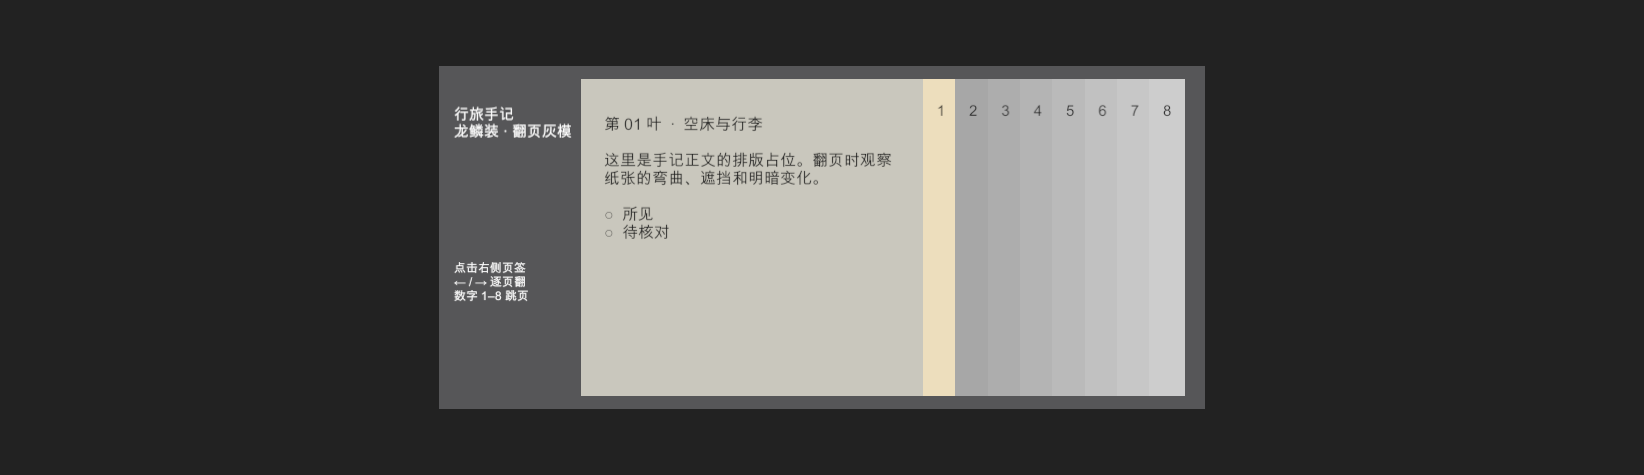 行旅手记
龙鳞装 · 翻页灰模
点击右侧页签
←/→ 逐页翻
数字 1–8 跳页
第 01 叶 · 空床与行李
这里是手记正文的排版占位。翻页时观察
纸张的弯曲、遮挡和明暗变化。
○ 所见
○ 待核对
1 2 3 4 5 6 7 8